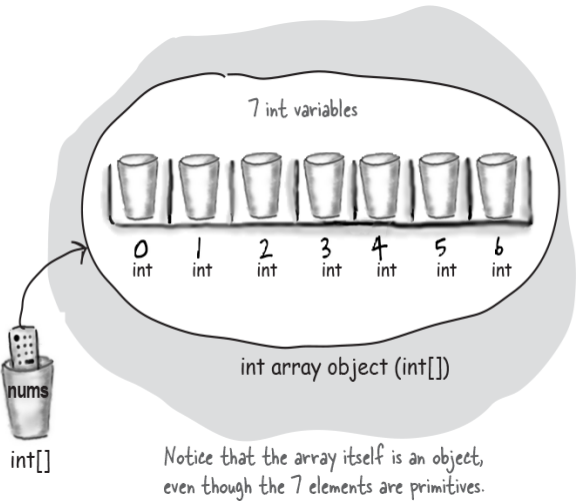 7 int variables
0 1 2 3 4 5 6
int int int int int int int
nums
int[]
int array object (int[])
Notice that the array itself is an object,
even though the 7 elements are primitives.